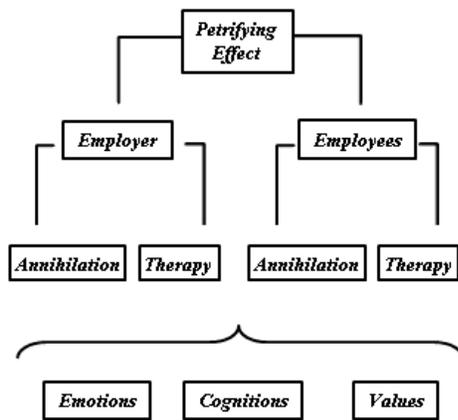 Petrifying
Effect
Employer
Employees
Annihilation
Therapy
Annihilation
Therapy
Emotions
Cognitions
Values